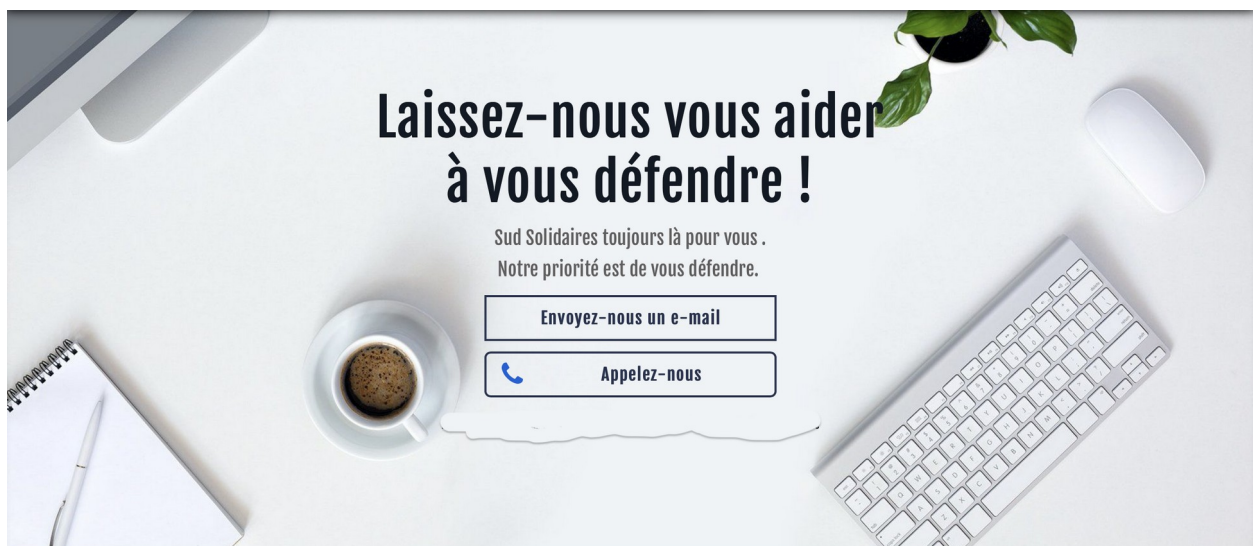 Laissez-nous vous aider
à vous défendre !
Sud Solidaires toujours là pour vous .
Notre priorité est de vous défendre.
Envoyez-nous un e-mail
Appelez-nous